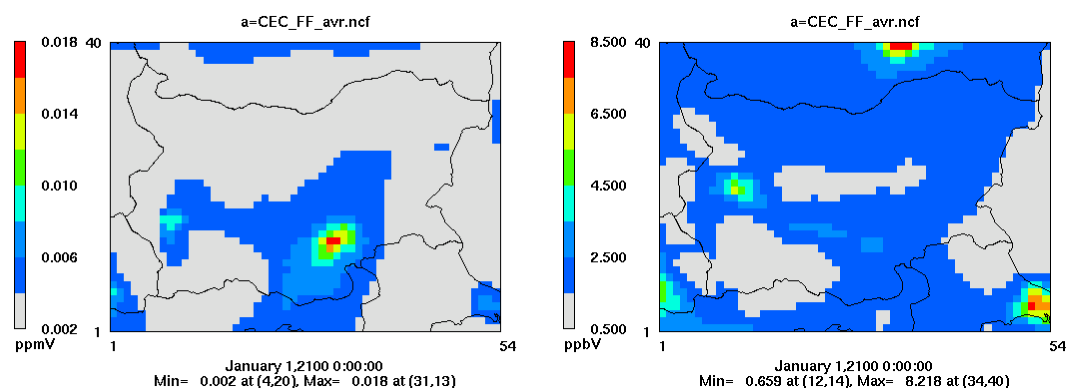 a=CEC_FF_avr.ncf
0.018
0.014
0.010
0.006
0.002
ppmV
40
1
1
54
January 1,2100 0:00:00
Min= 0.002 at (4,20), Max= 0.018 at (31,13)
a=CEC_FF_avr.ncf
8.500
6.500
4.500
2.500
0.500
ppbV
40
1
1
54
January 1,2100 0:00:00
Min= 0.659 at (12,14), Max= 8.218 at (34,40)